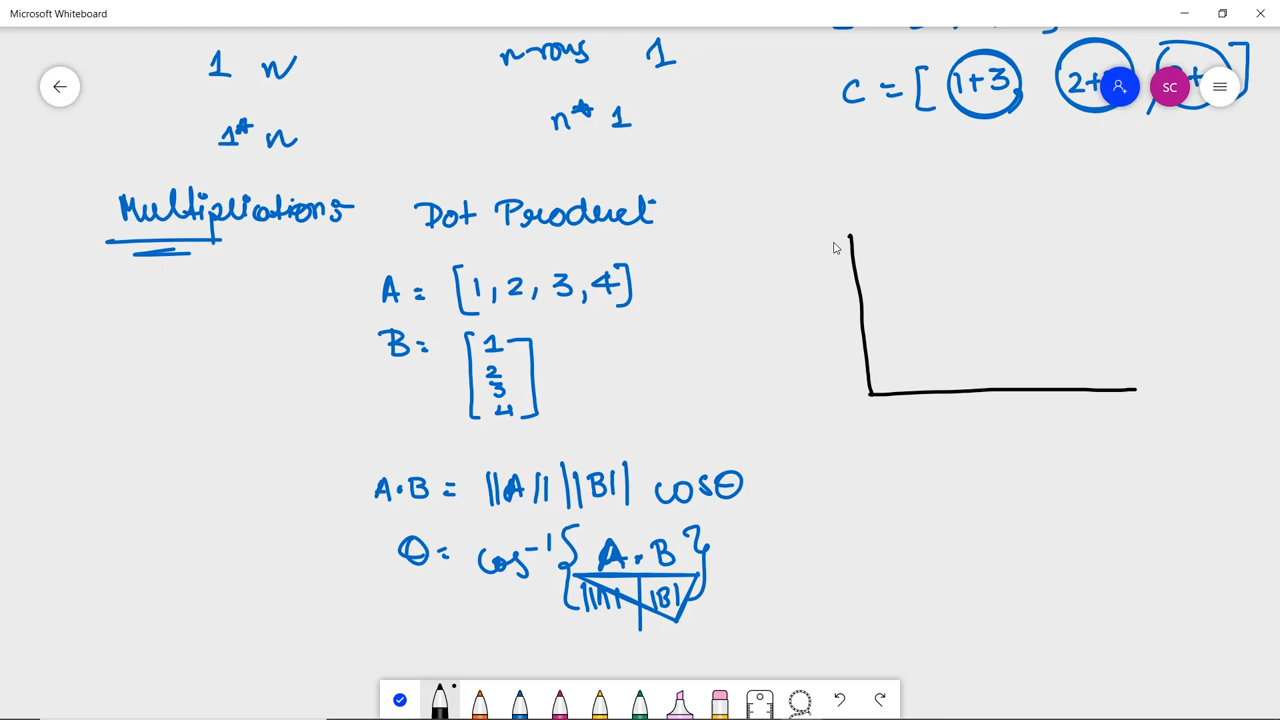 Microsoft Whiteboard
1 n
n-rows 1
C = [1+3, 2+
SC
1* n
n* 1
Multiplications Dot Product
A = [1, 2, 3, 4]
B = [1
2
3
4]
A·B = ||A|| ||B|| cosθ
θ = cos⁻¹ { A·B }
|B|